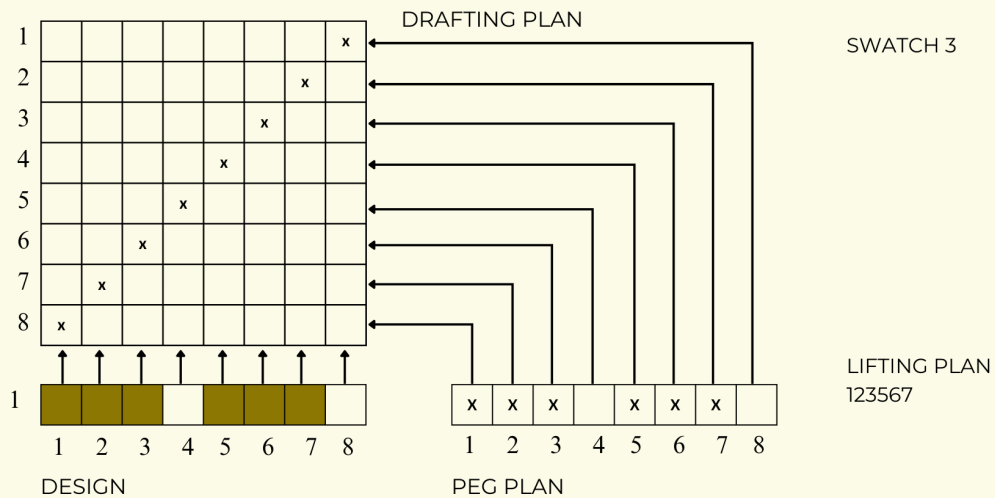 DRAFTING PLAN
SWATCH 3
1 x
2 x
3 x
4 x
5 x
6 x
7 x
8 x
LIFTING PLAN
123567
1
X X X X X X
1 2 3 4 5 6 7 8
1 2 3 4 5 6 7 8
DESIGN
PEG PLAN